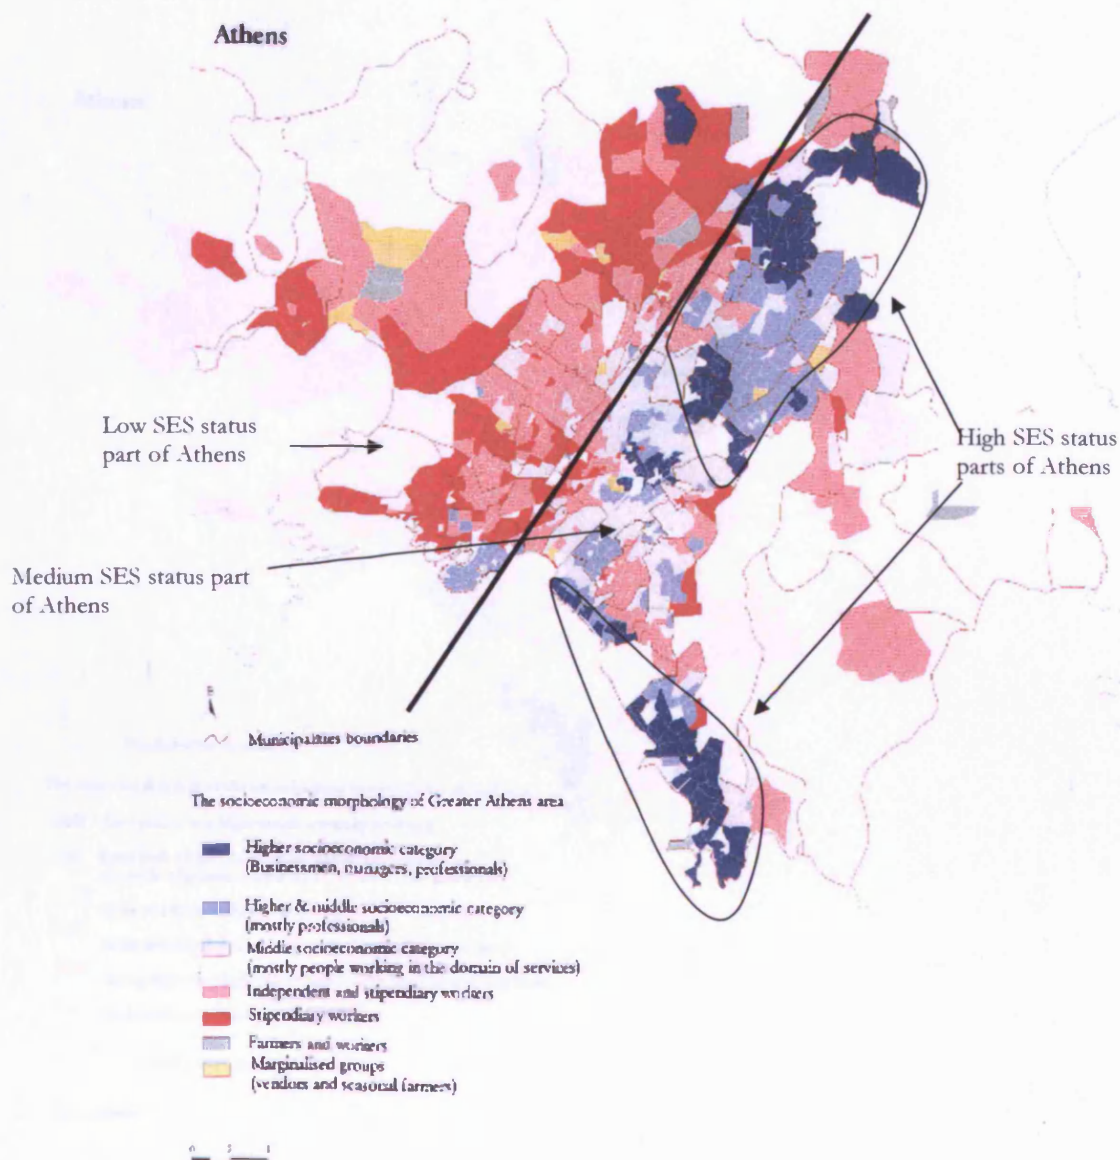 Athens
Low SES status
part of Athens
High SES status
parts of Athens
Medium SES status part
of Athens
Municipalities boundaries
The socioeconomic morphology of Greater Athens area
Higher socioeconomic category
(Businessmen, managers, professionals)
Higher & middle socioeconomic category
(mostly professionals)
Middle socioeconomic category
(mostly people working in the domain of services)
Independent and stipendiary workers
Stipendiary workers
Farmers and workers
Marginalised groups
(vendors and seasonal farmers)
0 2 4